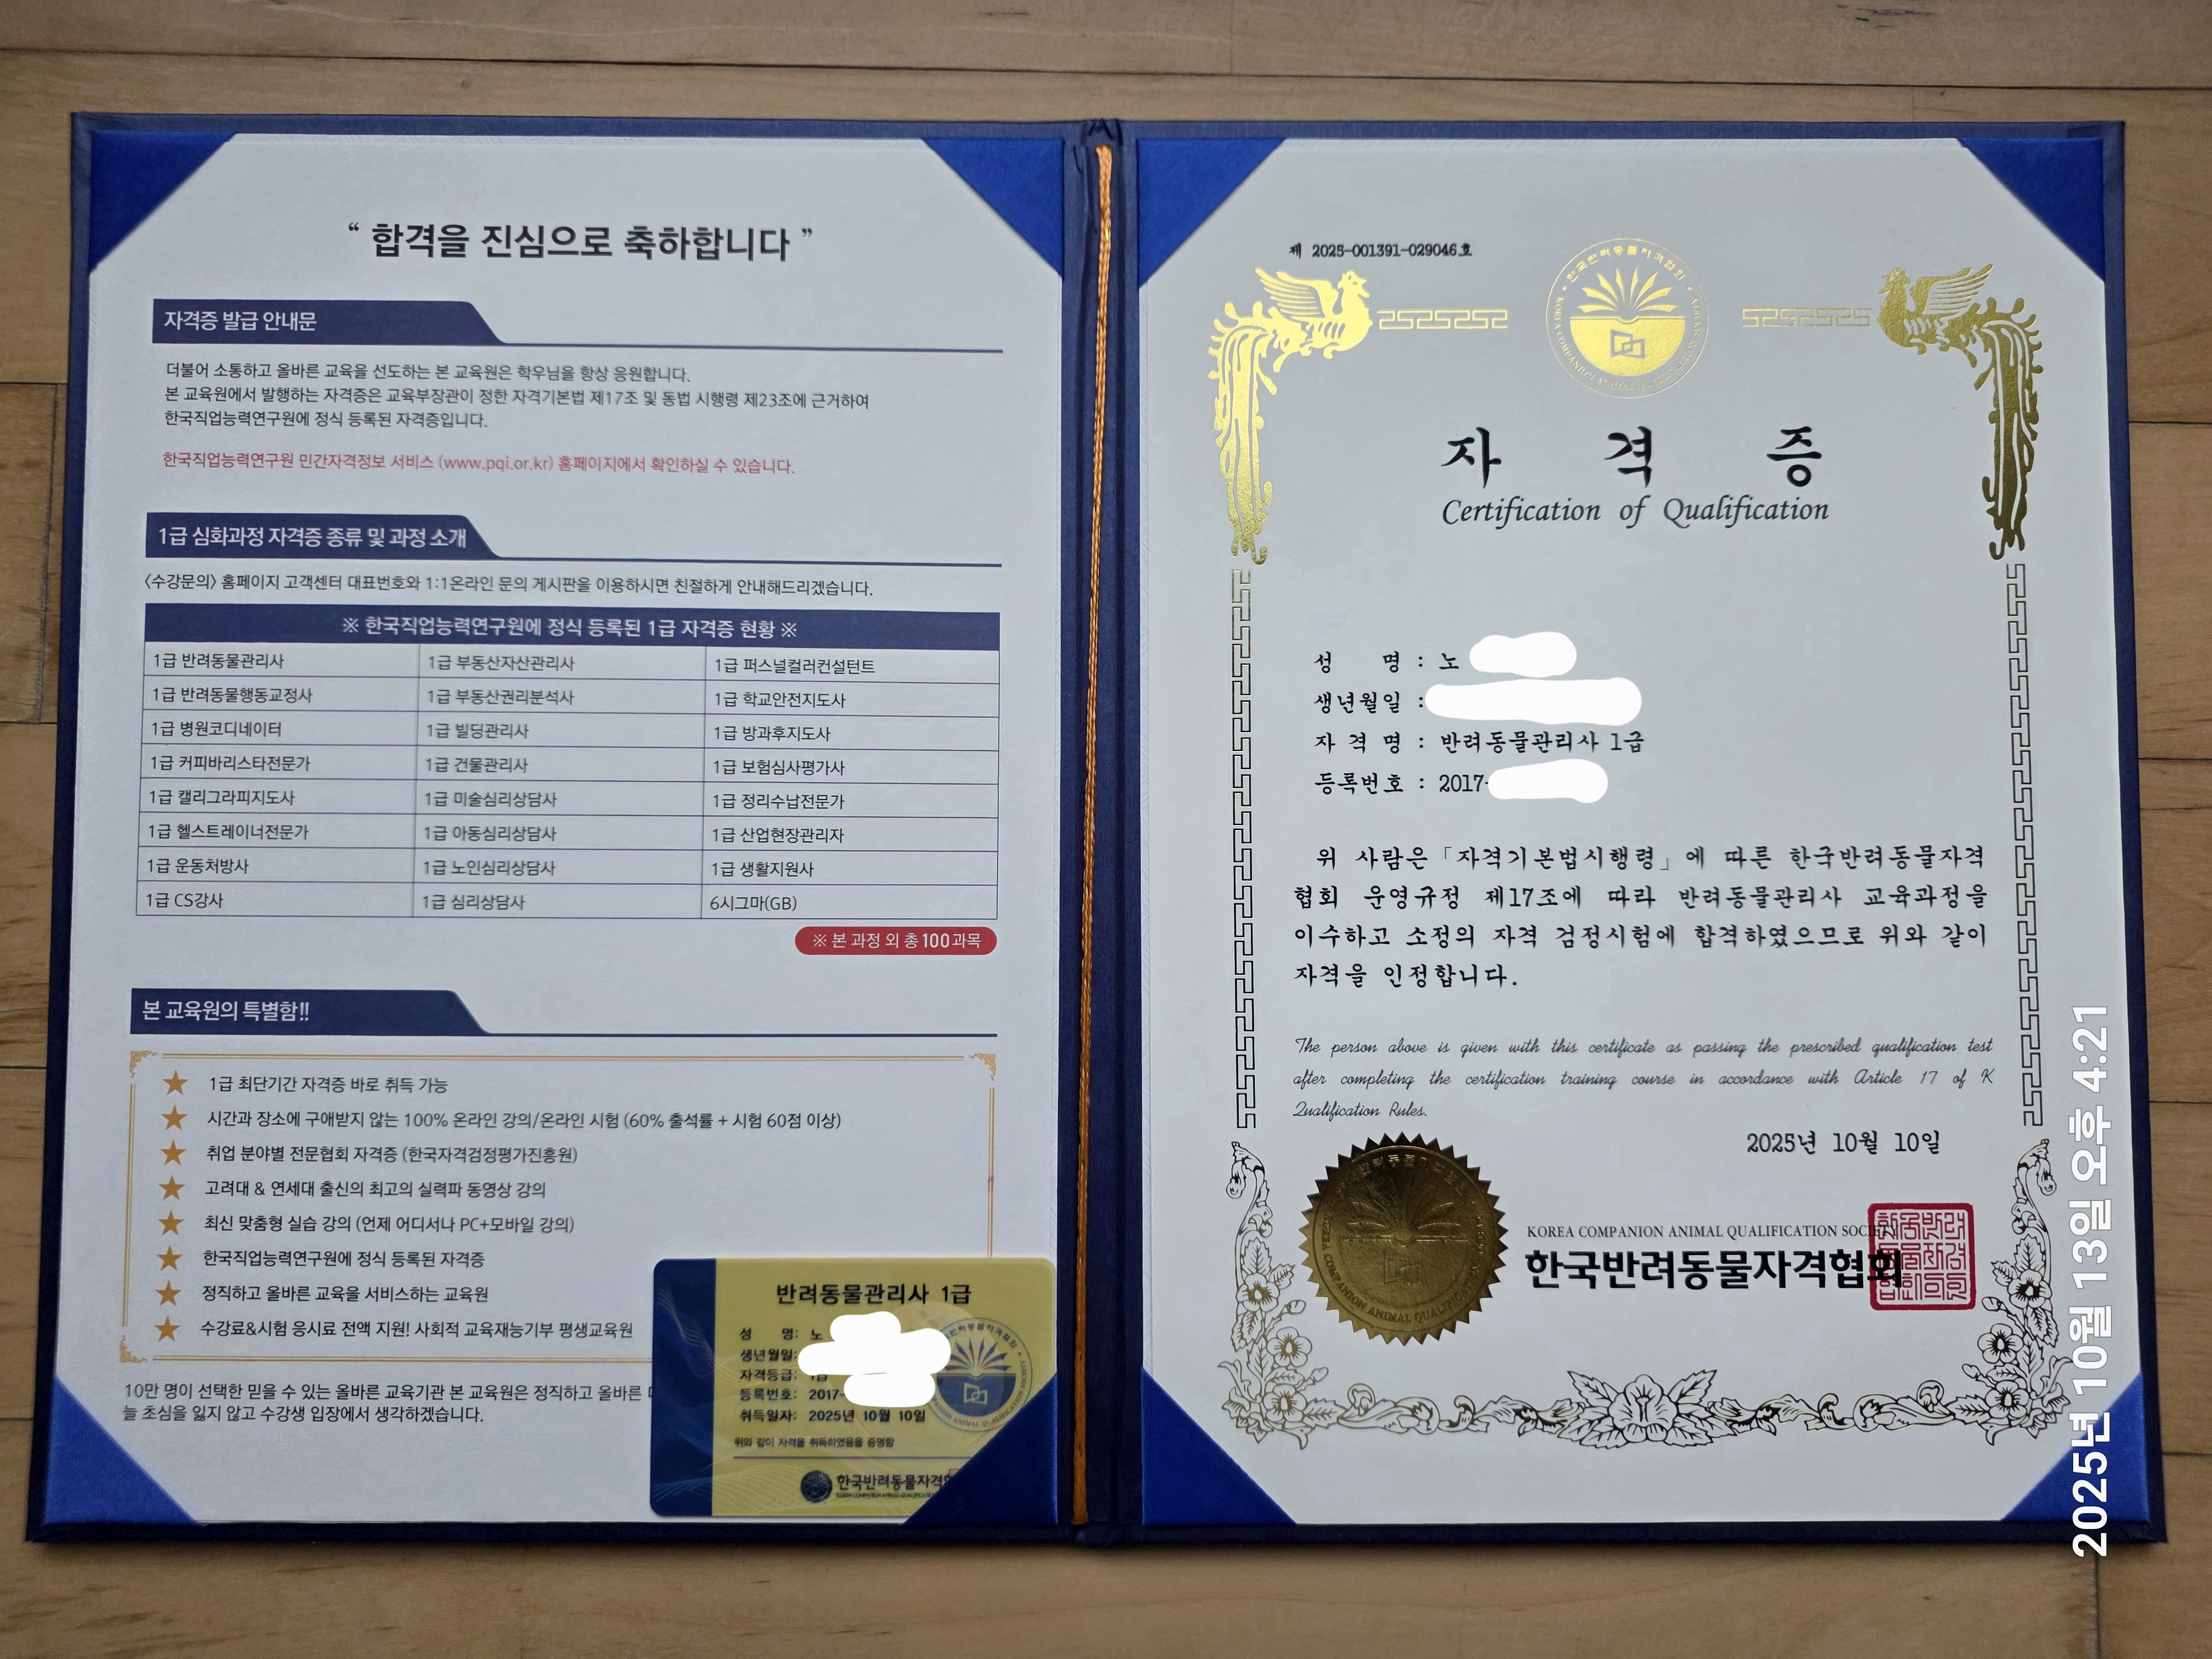 “ 합격을 진심으로 축하합니다 ”
자격증 발급 안내문
더불어 소통하고 올바른 교육을 선도하는 본 교육원은 학우님을 항상 응원합니다.
본 교육원에서 발행하는 자격증은 교육부장관이 정한 자격기본법 제17조 및 동법 시행령 제23조에 근거하여
한국직업능력연구원에 정식 등록된 자격증입니다.
한국직업능력연구원 민간자격정보 서비스 (www.pqi.or.kr) 홈페이지에서 확인하실 수 있습니다.
1급 심화과정 자격증 종류 및 과정 소개
<수강문의> 홈페이지 고객센터 대표번호와 1:1온라인 문의 게시판을 이용하시면 친절하게 안내해드리겠습니다.
※ 한국직업능력연구원에 정식 등록된 1급 자격증 현황 ※
1급 반려동물관리사 1급 부동산자산관리사 1급 퍼스널컬러컨설턴트
1급 반려동물행동교정사 1급 부동산권리분석사 1급 학교안전지도사
1급 병원코디네이터 1급 빌딩관리사 1급 방과후지도사
1급 커피바리스타전문가 1급 건물관리사 1급 보험심사평가사
1급 캘리그라피지도사 1급 미술심리상담사 1급 정리수납전문가
1급 헬스트레이너전문가 1급 아동심리상담사 1급 산업현장관리자
1급 운동처방사 1급 노인심리상담사 1급 생활지원사
1급 CS강사 1급 심리상담사 6시그마(GB)
※ 본 과정 외 총 100과목
본 교육원의 특별함!!
★ 1급 최단기간 자격증 바로 취득 가능
★ 시간과 장소에 구애받지 않는 100% 온라인 강의/온라인 시험 (60% 출석률 + 시험 60점 이상)
★ 취업 분야별 전문협회 자격증 (한국자격검정평가진흥원)
★ 고려대 & 연세대 출신의 최고의 실력파 동영상 강의
★ 최신 맞춤형 실습 강의 (언제 어디서나 PC+모바일 강의)
★ 한국직업능력연구원에 정식 등록된 자격증
★ 정직하고 올바른 교육을 서비스하는 교육원
★ 수강료&시험 응시료 전액 지원! 사회적 교육재능기부 평생교육원
10만 명이 선택한 믿을 수 있는 올바른 교육기관 본 교육원은 정직하고 올바른
늘 초심을 잃지 않고 수강생 입장에서 생각하겠습니다.
반려동물관리사 1급
성 명: 노
생년월일:
자격등급: 1급
등록번호: 2017-
취득일자: 2025년 10월 10일
위와 같이 자격을 취득하였음을 증명함
한국반려동물자격
제 2025-001391-029046호
한국반려동물자격협회
KOREA COMPANION ANIMAL QUALIFICATION SOCIETY
자 격 증
Certification of Qualification
성 명 : 노
생년월일 :
자 격 명 : 반려동물관리사 1급
등록번호 : 2017-
위 사람은 「자격기본법시행령」에 따른 한국반려동물자격
협회 운영규정 제17조에 따라 반려동물관리사 교육과정을
이수하고 소정의 자격 검정시험에 합격하였으므로 위와 같이
자격을 인정합니다.
The person above is given with this certificate as passing the prescribed qualification test
after completing the certification training course in accordance with Article 17 of K
Qualification Rules.
2025년 10월 10일
KOREA COMPANION ANIMAL QUALIFICATION SOCIETY
한국반려동물자격협회
2025년 10월 13일 오후 4:21